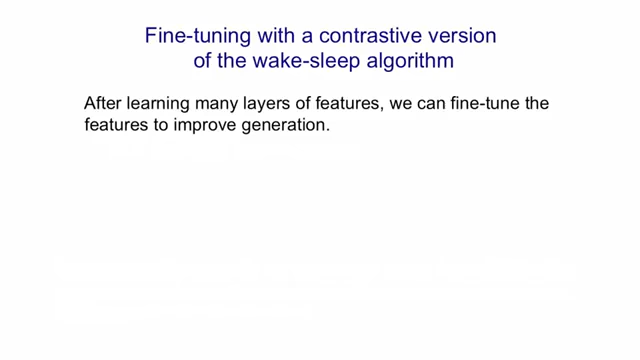 Fine-tuning with a contrastive version
of the wake-sleep algorithm
After learning many layers of features, we can fine-tune the
features to improve generation.